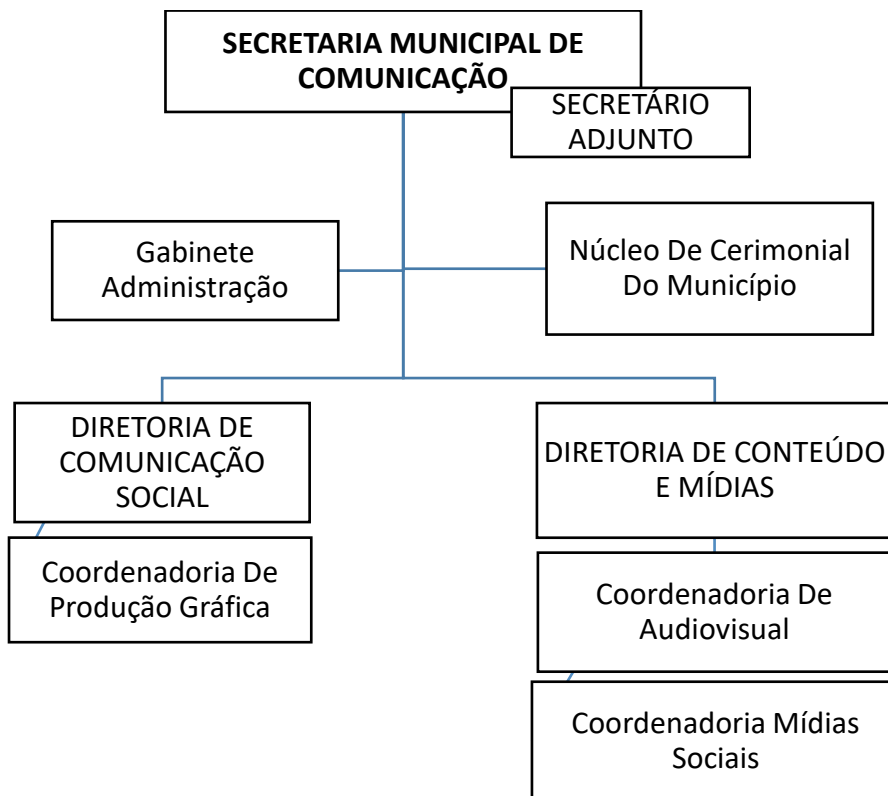 SECRETARIA MUNICIPAL DE
COMUNICAÇÃO
SECRETÁRIO
ADJUNTO
Gabinete
Administração
Núcleo De Cerimonial
Do Município
DIRETORIA DE
COMUNICAÇÃO
SOCIAL
DIRETORIA DE CONTEÚDO
E MÍDIAS
Coordenadoria De
Produção Gráfica
Coordenadoria De
Audiovisual
Coordenadoria Mídias
Sociais